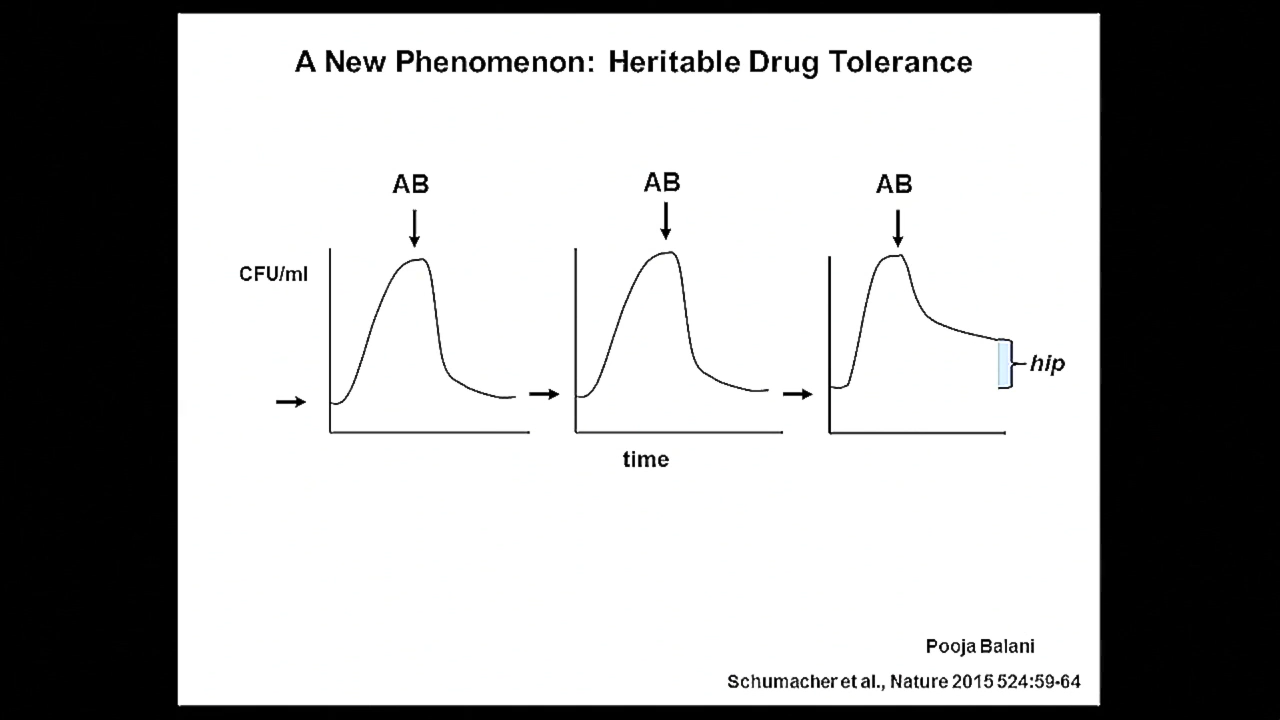 A New Phenomenon: Heritable Drug Tolerance
AB
AB
AB
CFU/ml
hip
time
Pooja Balani
Schumacher et al., Nature 2015 524:59-64